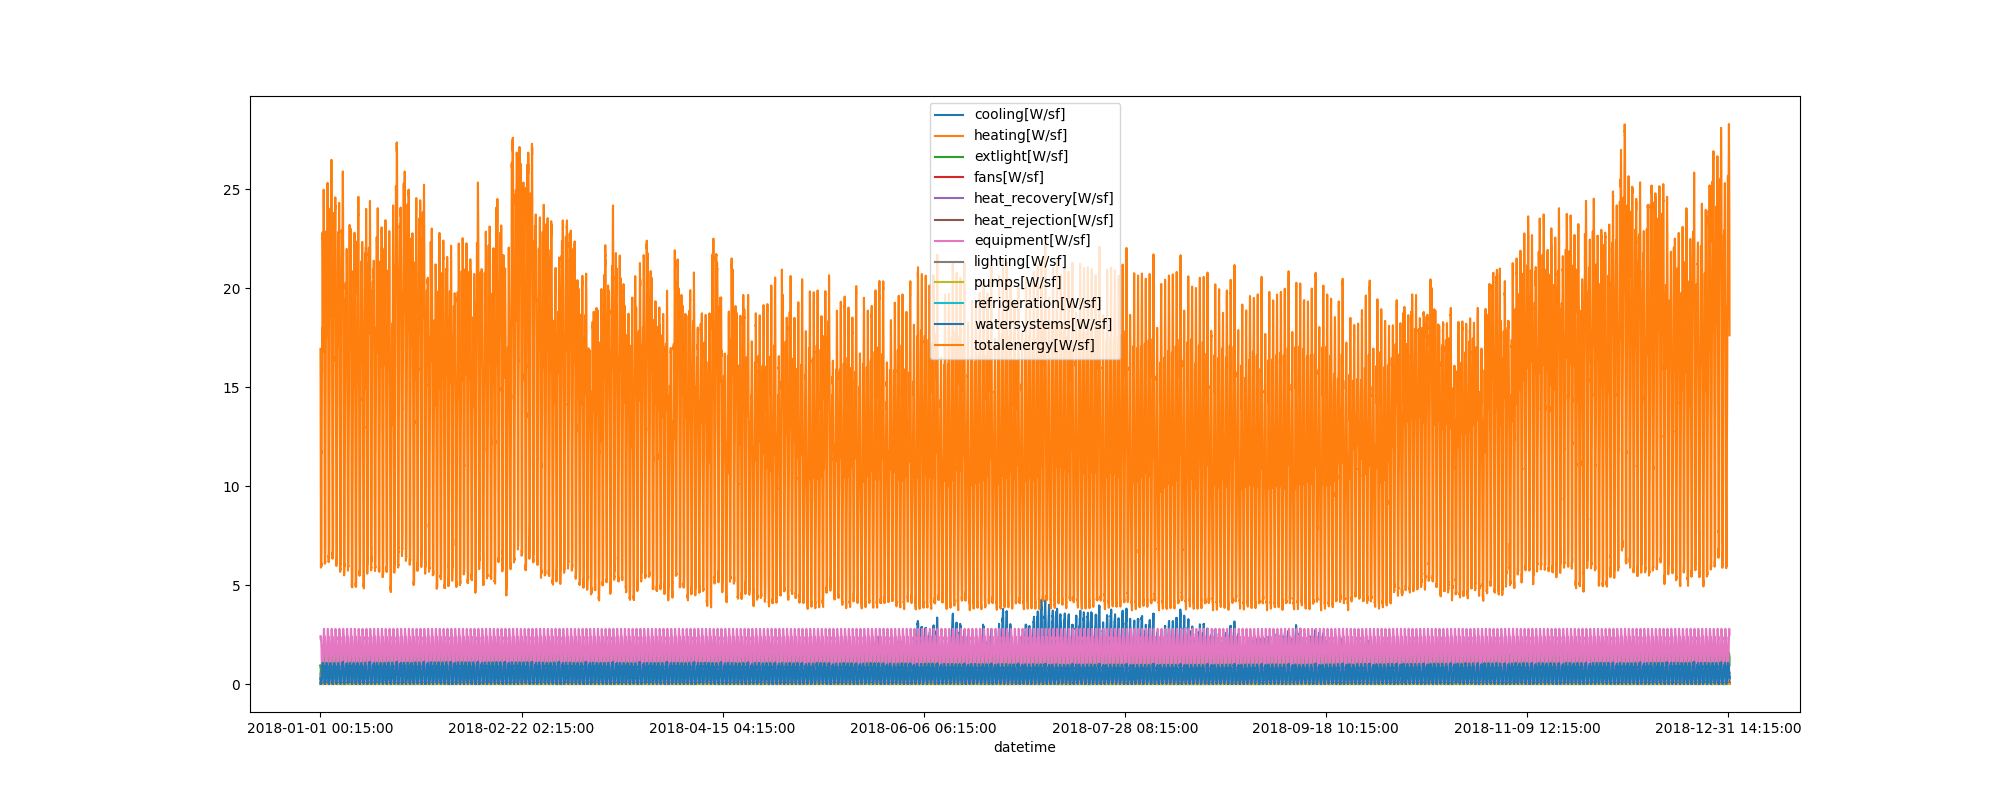 cooling[W/sf]
heating[W/sf]
extlight[W/sf]
fans[W/sf]
heat_recovery[W/sf]
heat_rejection[W/sf]
equipment[W/sf]
lighting[W/sf]
pumps[W/sf]
refrigeration[W/sf]
watersystems[W/sf]
totalenergy[W/sf]
25
20
15
10
5
0
2018-01-01 00:15:00 2018-02-22 02:15:00 2018-04-15 04:15:00 2018-06-06 06:15:00 2018-07-28 08:15:00 2018-09-18 10:15:00 2018-11-09 12:15:00 2018-12-31 14:15:00
datetime